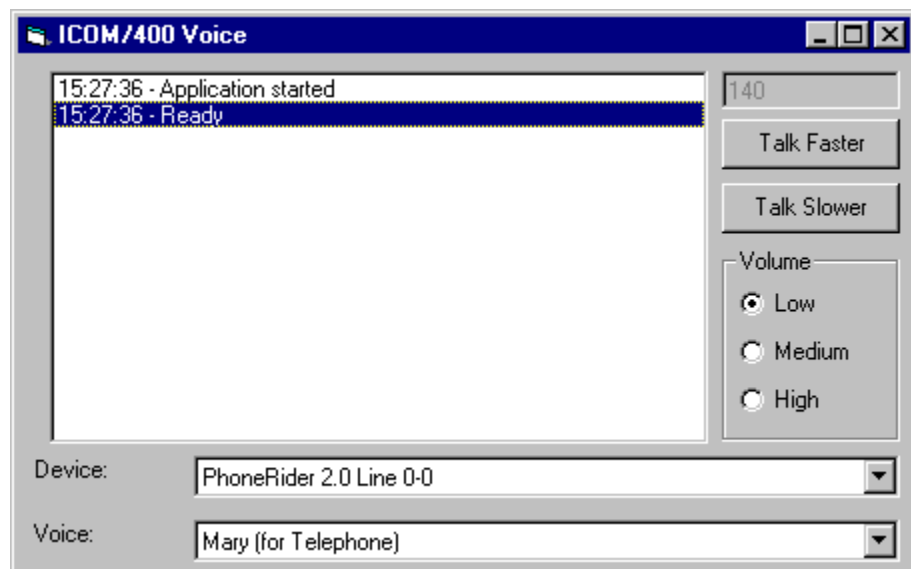 ICOM/400 Voice
15:27:36 - Application started
15:27:36 - Ready
140
Talk Faster
Talk Slower
Volume
Low
Medium
High
Device:
PhoneRider 2.0 Line 0-0
Voice:
Mary (for Telephone)